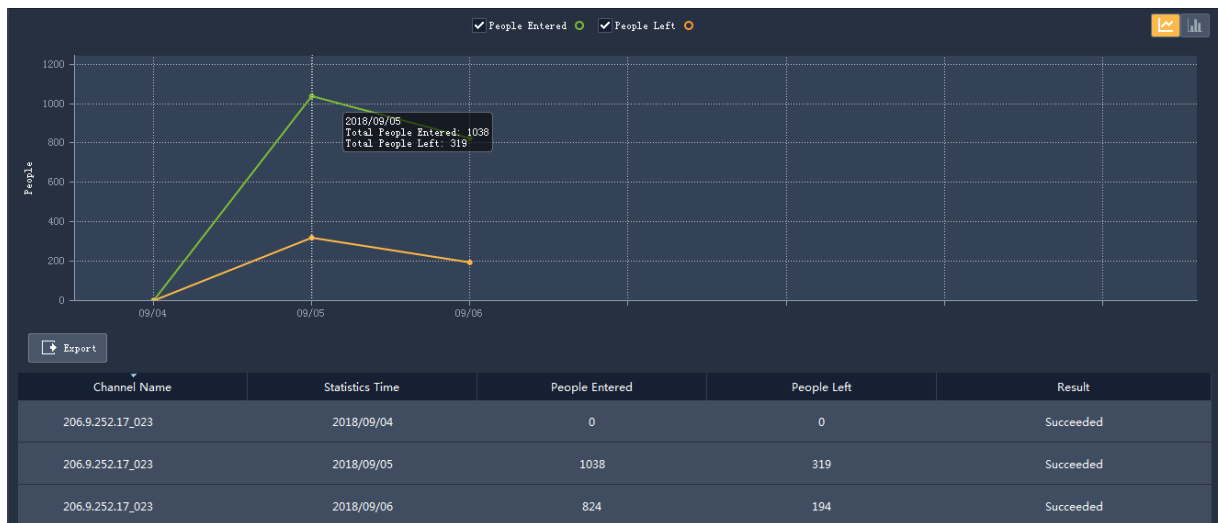 People Entered People Left
1200
1000
800
600
400
200
0
People
2018/09/05
Total People Entered: 1038
Total People Left: 319
09/04 09/05 09/06
Export
Channel Name Statistics Time People Entered People Left Result
206.9.252.17_023 2018/09/04 0 0 Succeeded
206.9.252.17_023 2018/09/05 1038 319 Succeeded
206.9.252.17_023 2018/09/06 824 194 Succeeded